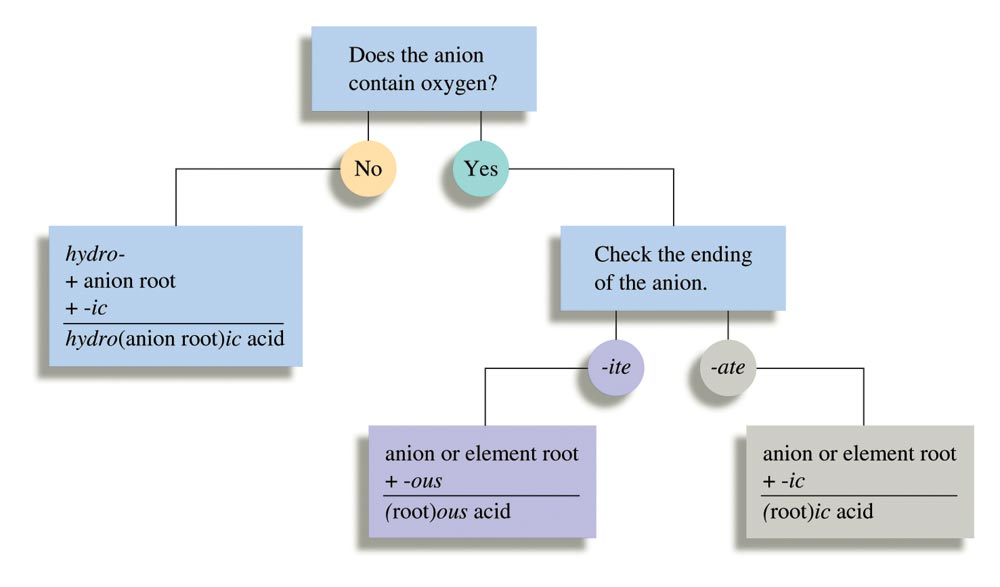 Does the anion
contain oxygen?
No
Yes
hydro-
+ anion root
+ -ic
hydro(anion root)ic acid
Check the ending
of the anion.
-ite
-ate
anion or element root
+ -ous
(root)ous acid
anion or element root
+ -ic
(root)ic acid